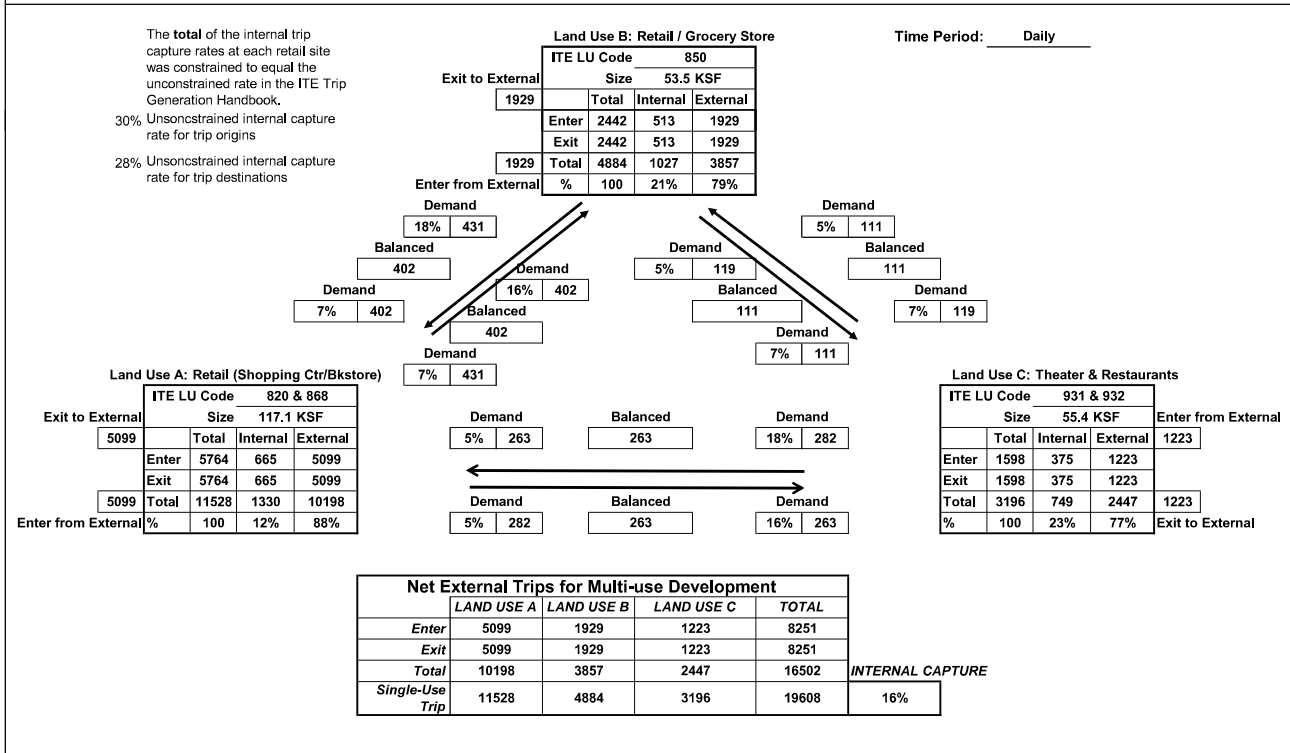 The total of the internal trip
capture rates at each retail site
was constrained to equal the
unconstrained rate in the ITE Trip
Generation Handbook.
30% Unsoncstrained internal capture
rate for trip origins
28% Unsoncstrained internal capture
rate for trip destinations
Land Use B: Retail / Grocery Store
Time Period: Daily
ITE LU Code 850
Exit to External Size 53.5 KSF
1929 Total Internal External
Enter 2442 513 1929
Exit 2442 513 1929
1929 Total 4884 1027 3857
Enter from External % 100 21% 79%
Demand
18% 431
Balanced
402
Demand
7% 402
Demand
16% 402
Balanced
402
Demand
7% 431
Demand
5% 119
Balanced
111
Demand
7% 111
Demand
5% 111
Balanced
111
Demand
7% 119
Land Use A: Retail (Shopping Ctr/Bkstore)
ITE LU Code 820 & 868
Exit to External Size 117.1 KSF
5099 Total Internal External
Enter 5764 665 5099
Exit 5764 665 5099
5099 Total 11528 1330 10198
Enter from External % 100 12% 88%
Demand Balanced Demand
5% 263 263 18% 282
Demand Balanced Demand
5% 282 263 16% 263
Land Use C: Theater & Restaurants
ITE LU Code 931 & 932
Size 55.4 KSF Enter from External
Total Internal External 1223
Enter 1598 375 1223
Exit 1598 375 1223
Total 3196 749 2447 1223
% 100 23% 77% Exit to External
Net External Trips for Multi-use Development
LAND USE A LAND USE B LAND USE C TOTAL
Enter 5099 1929 1223 8251
Exit 5099 1929 1223 8251
Total 10198 3857 2447 16502 INTERNAL CAPTURE
Single-Use
Trip 11528 4884 3196 19608 16%